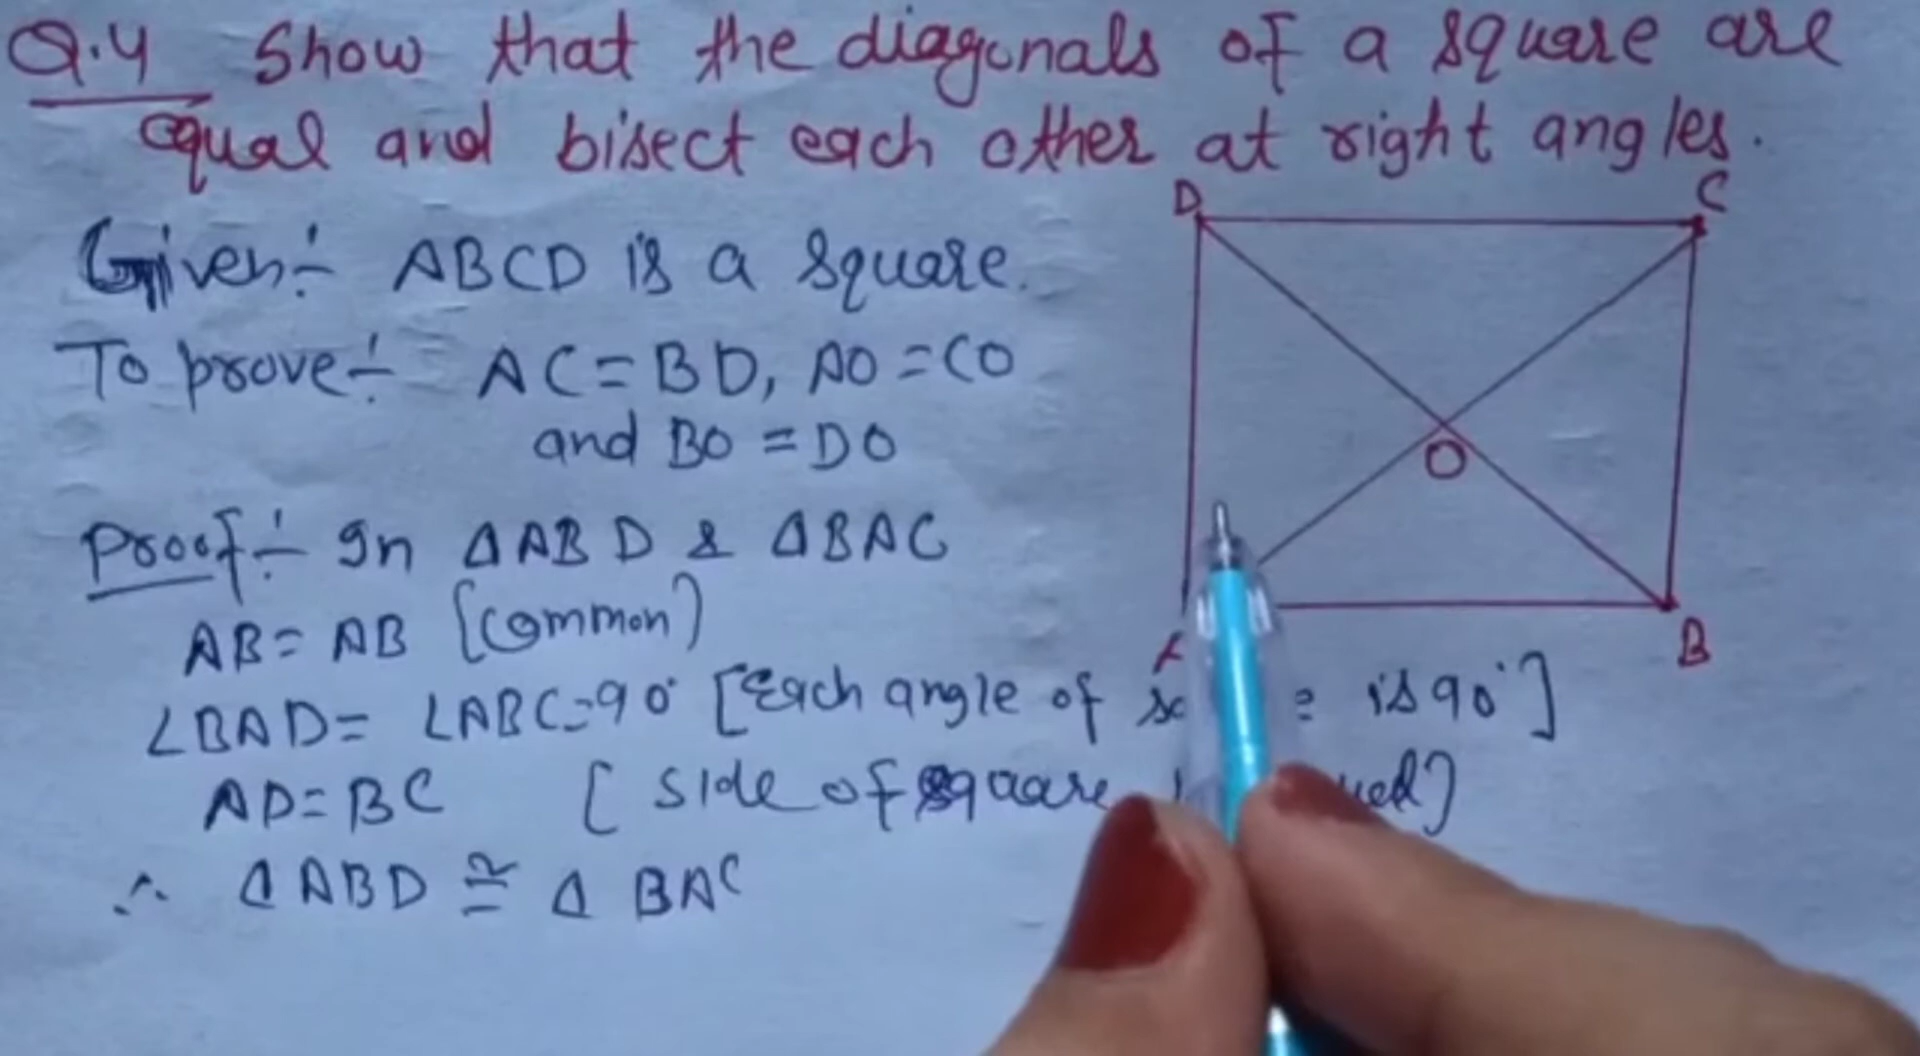 Q.4 Show that the diagonals of a square are
equal and bisect each other at right angles.
D C
Given:- ABCD is a square.
To prove:- AC=BD, AO=CO
and BO=DO
O
Proof:- In ΔABD & ΔBAC
AB=AB [Common]
A B
∠BAD= ∠ABC=90° [Each angle of is 90°]
AD=BC [side of square
∴ ΔABD ≅ Δ BAC